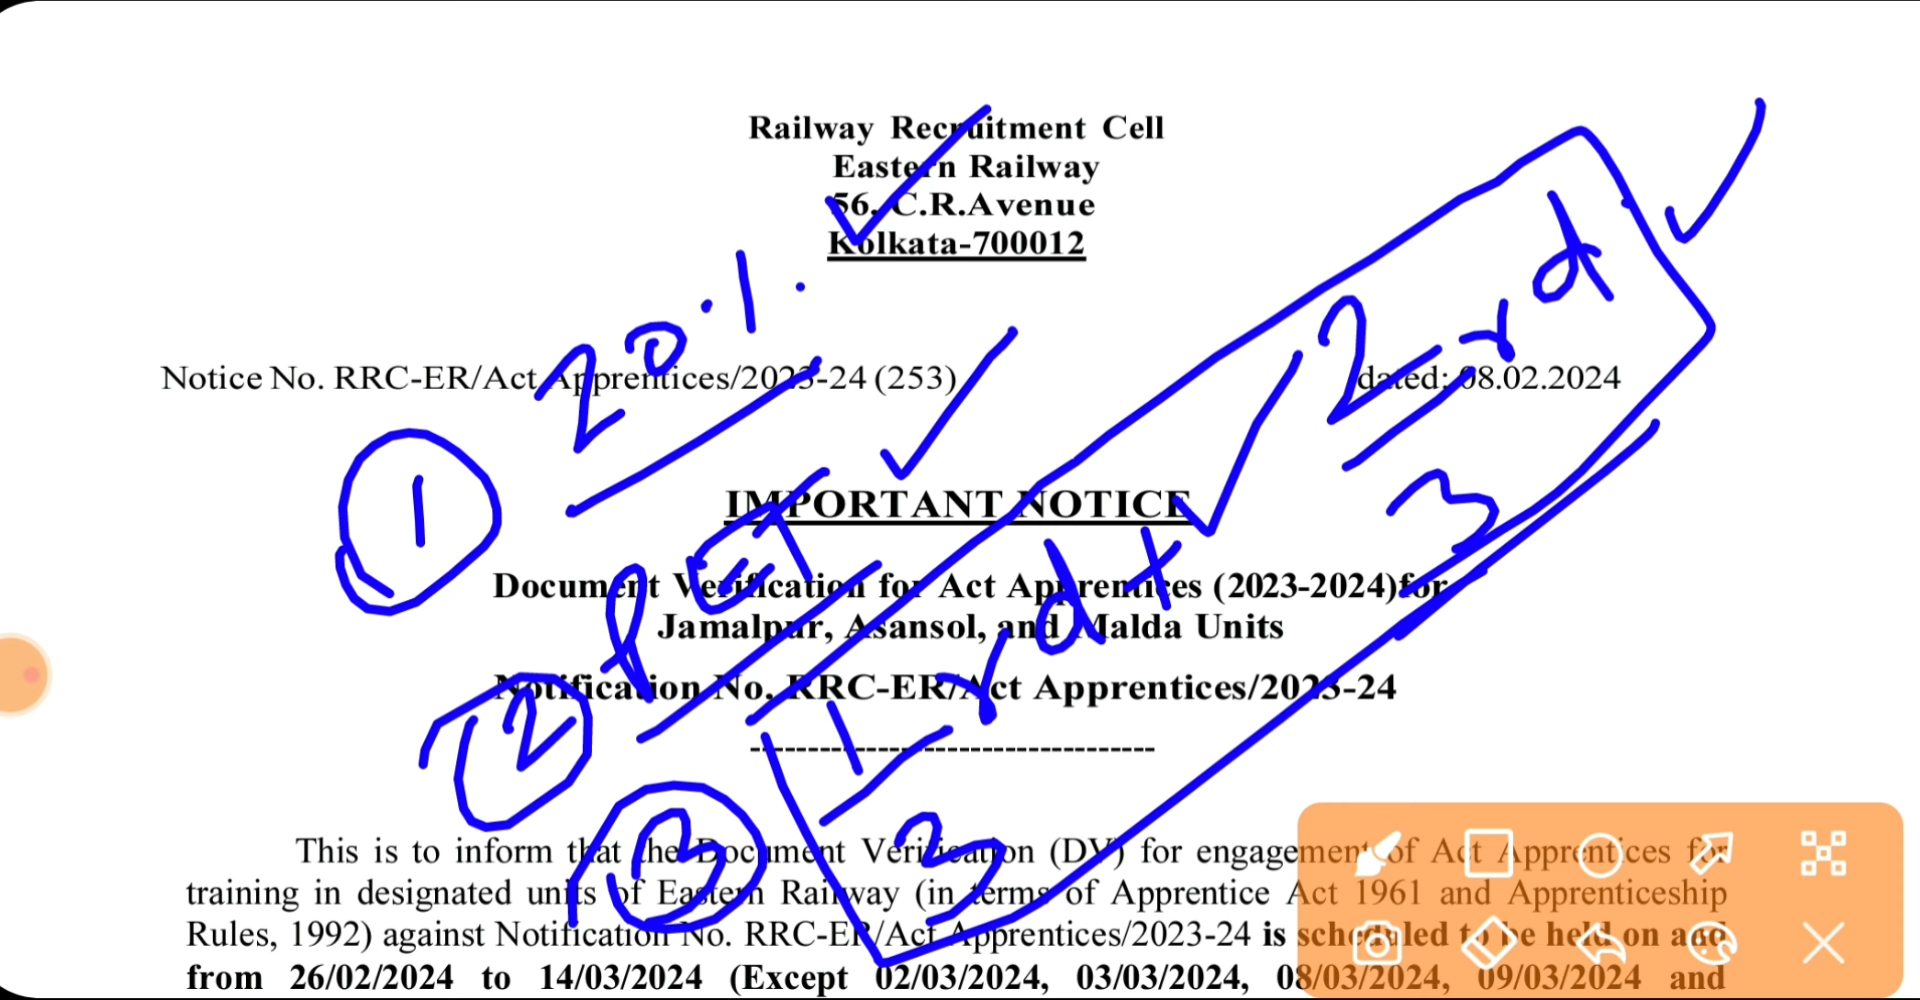 Railway Recruitment Cell
Eastern Railway
56, C.R.Avenue
Kolkata-700012
Notice No. RRC-ER/Act Apprentices/2023-24 (253) dated: 08.02.2024
20%
1
IMPORTANT NOTICE
Document Verification for Act Apprentices (2023-2024)for
Jamalpur, Asansol, and Malda Units
Notification No. RRC-ER/Act Apprentices/2023-24
----------------------------------
2 PET
3 1 rd
3
2 rd
3
This is to inform that the Document Verification (DV) for engagement of Act Apprentices for
training in designated units of Eastern Railway (in terms of Apprentice Act 1961 and Apprenticeship
Rules, 1992) against Notification No. RRC-ER/Act Apprentices/2023-24 is scheduled to be held on and
from 26/02/2024 to 14/03/2024 (Except 02/03/2024, 03/03/2024, 08/03/2024, 09/03/2024 and